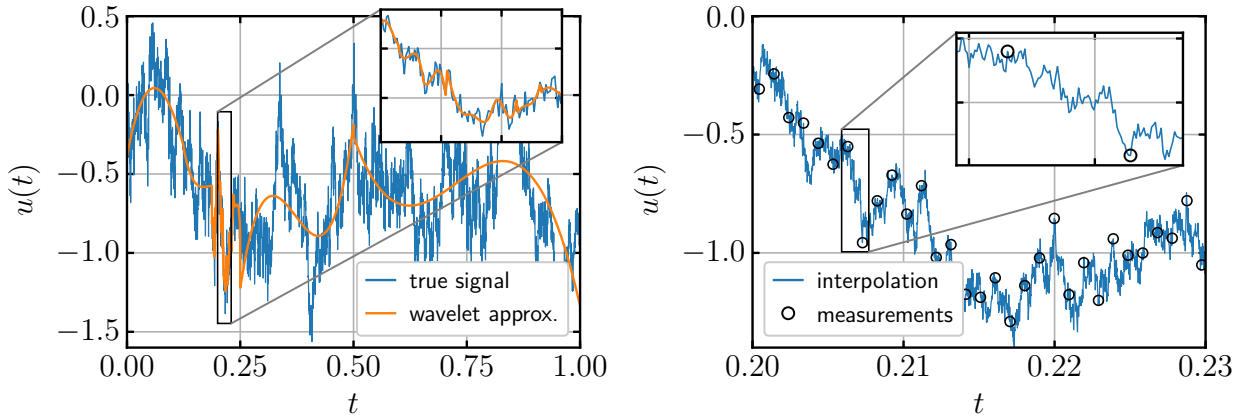 0.5
0.0
−0.5
−1.0
−1.5
u(t)
true signal
wavelet approx.
0.00
0.25
0.50
0.75
1.00
t
0.0
−0.5
−1.0
u(t)
interpolation
measurements
0.20
0.21
0.22
0.23
t